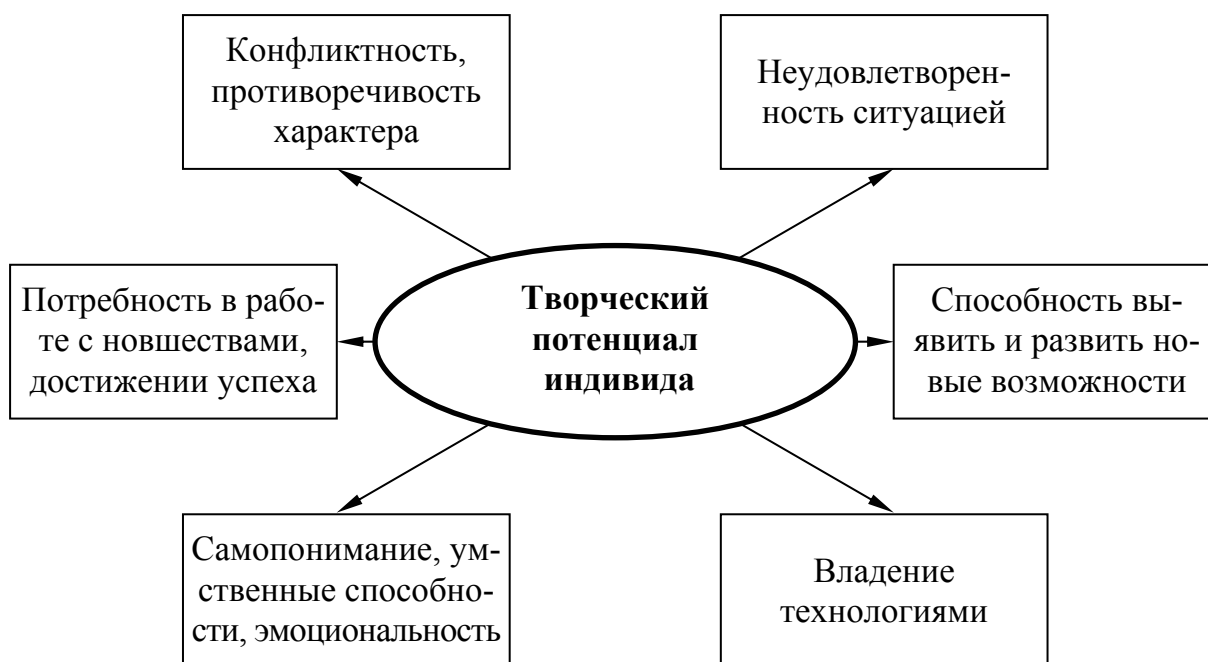 Конфликтность,
противоречивость
характера
Неудовлетворен-
ность ситуацией
Потребность в рабо-
те с новшествами,
достижении успеха
Творческий
потенциал
индивида
Способность вы-
явить и развить но-
вые возможности
Самопонимание, ум-
ственные способно-
сти, эмоциональность
Владение
технологиями